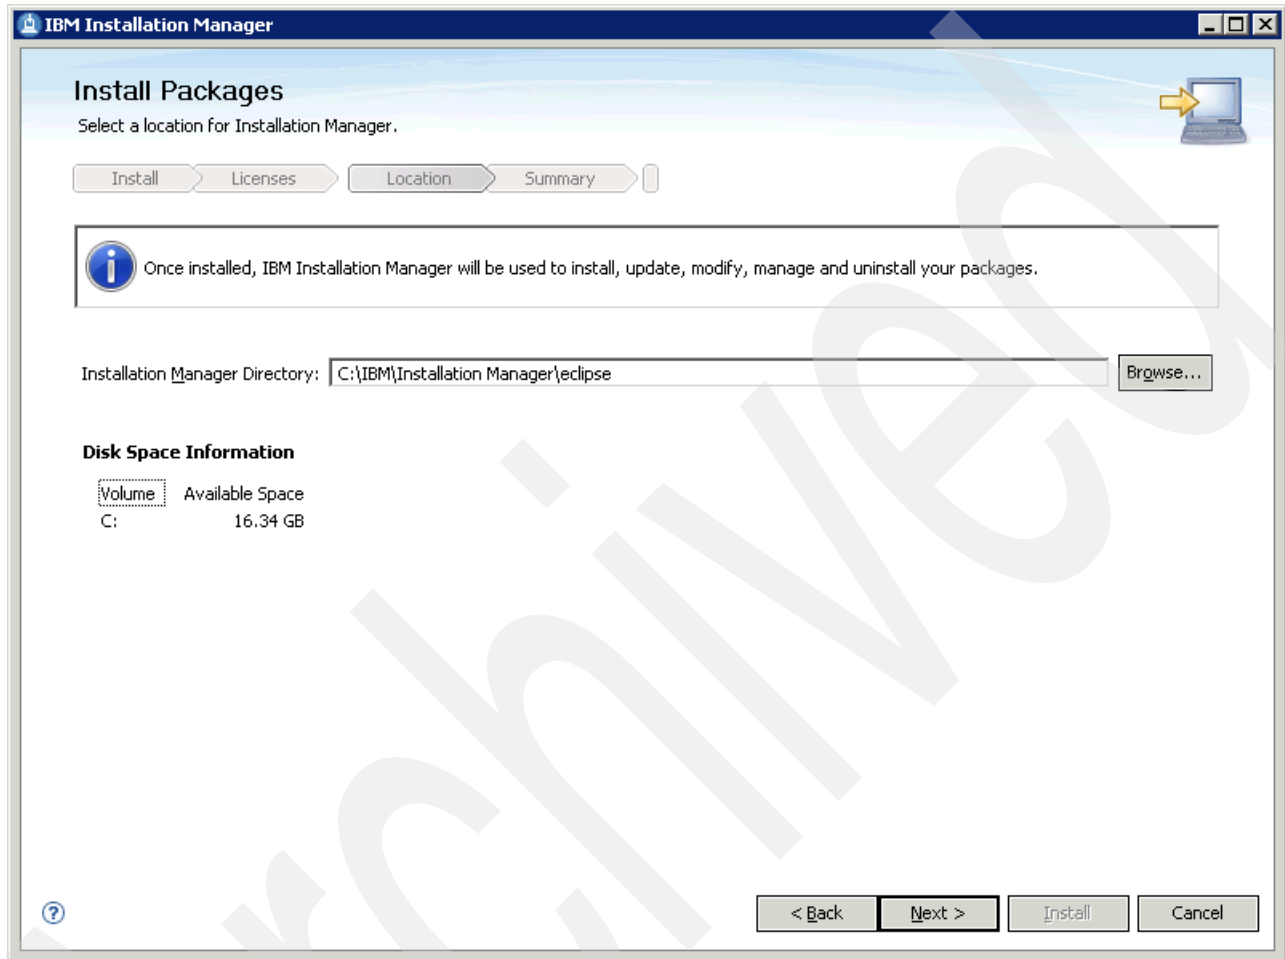 IBM Installation Manager
Install Packages
Select a location for Installation Manager.
Install Licenses Location Summary
Once installed, IBM Installation Manager will be used to install, update, modify, manage and uninstall your packages.
Installation Manager Directory: C:\IBM\Installation Manager\eclipse Browse...
Disk Space Information
Volume Available Space
C: 16.34 GB
? < Back Next > Install Cancel
rchived